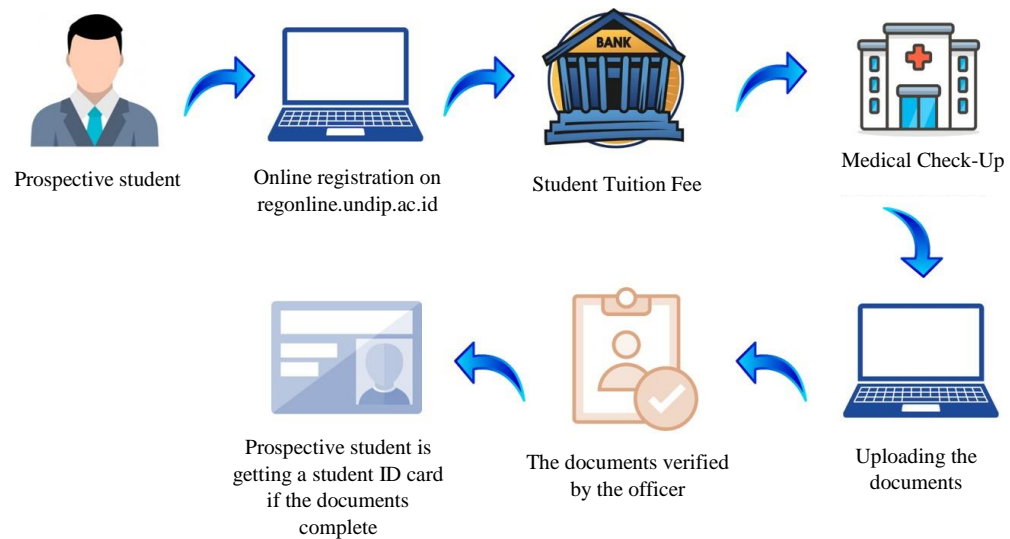 BANK
Prospective student
Online registration on
regonline.undip.ac.id
Student Tuition Fee
Medical Check-Up
Uploading the
documents
The documents verified
by the officer
Prospective student is
getting a student ID card
if the documents
complete